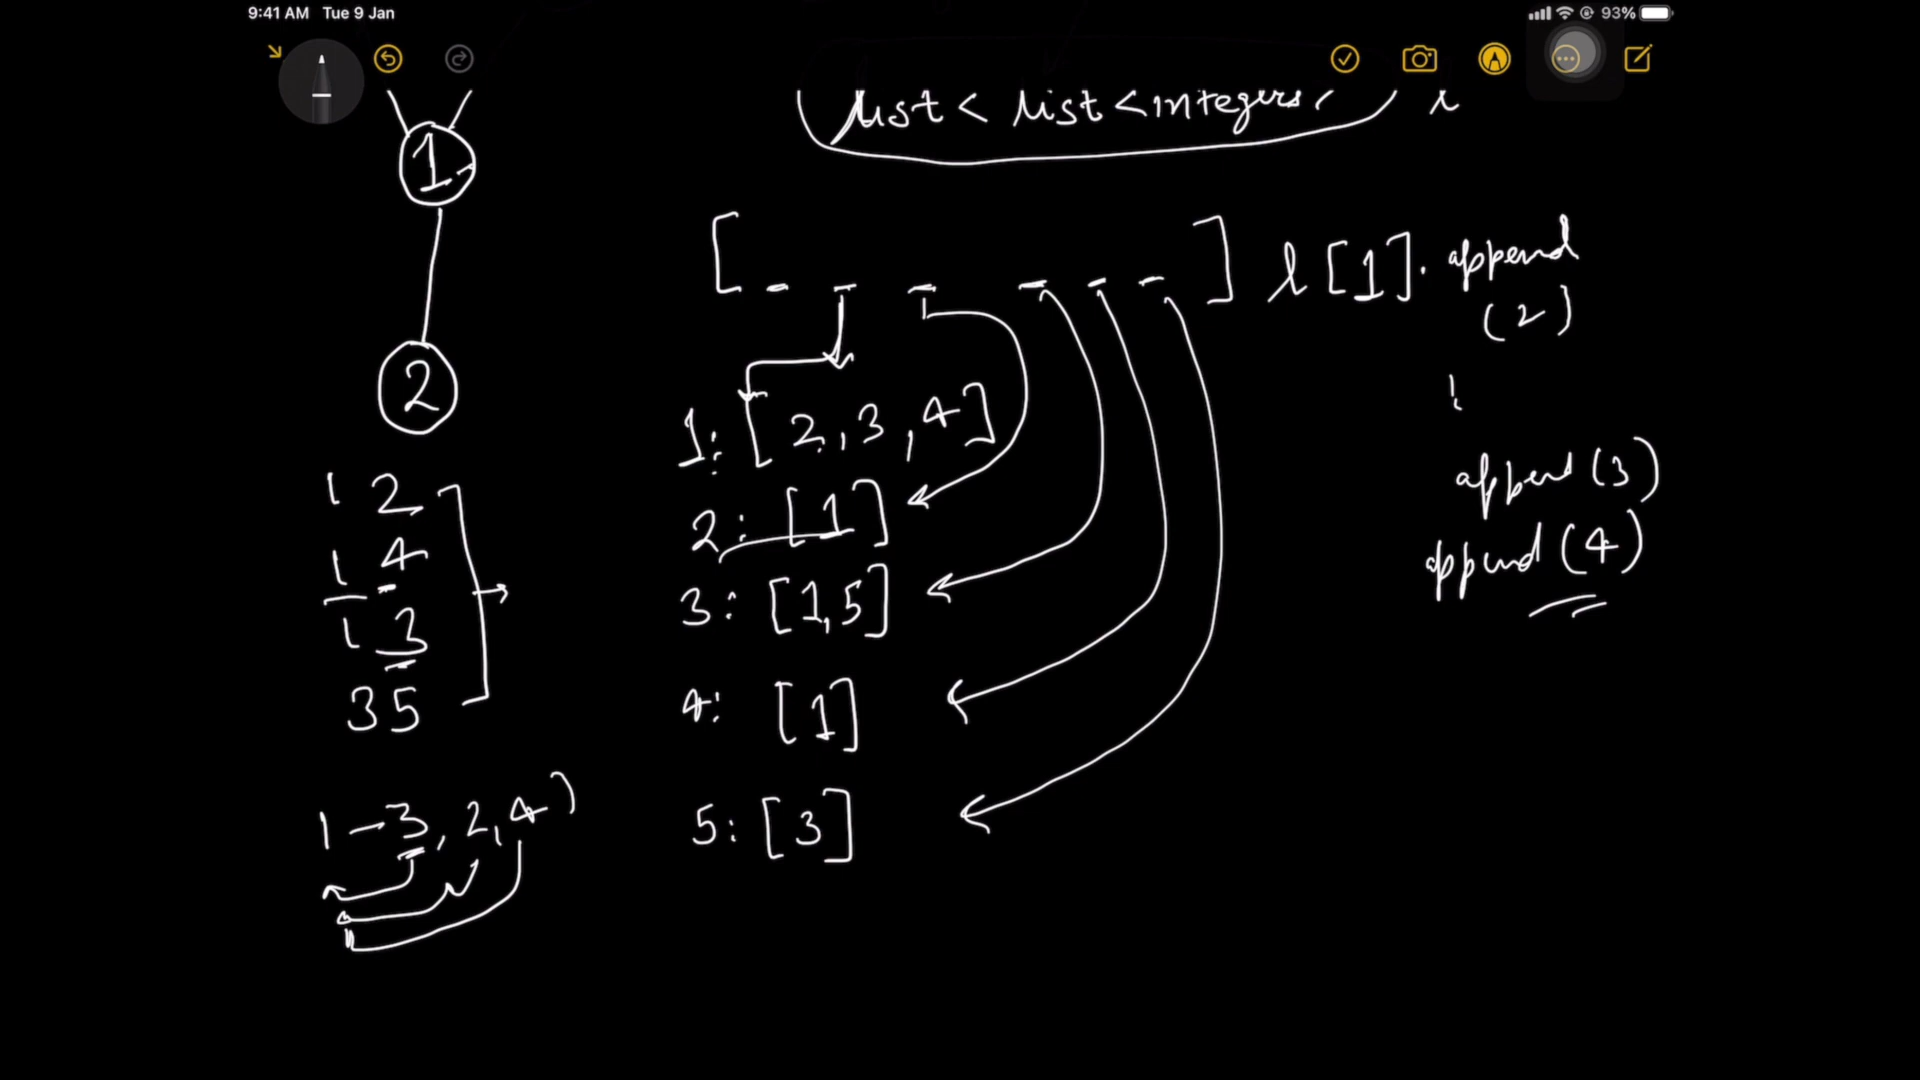 9:41 AM Tue 9 Jan
93%
List < List <Integers>
1
[ - - - - - - ] l [1]. append
(2)
2
append (3)
append (4)
1: [2,3,4]
2: [1]
3: [1,5]
4: [1]
5: [3]
1 2
1 4
1 3
3 5
1 - 3, 2, 4)